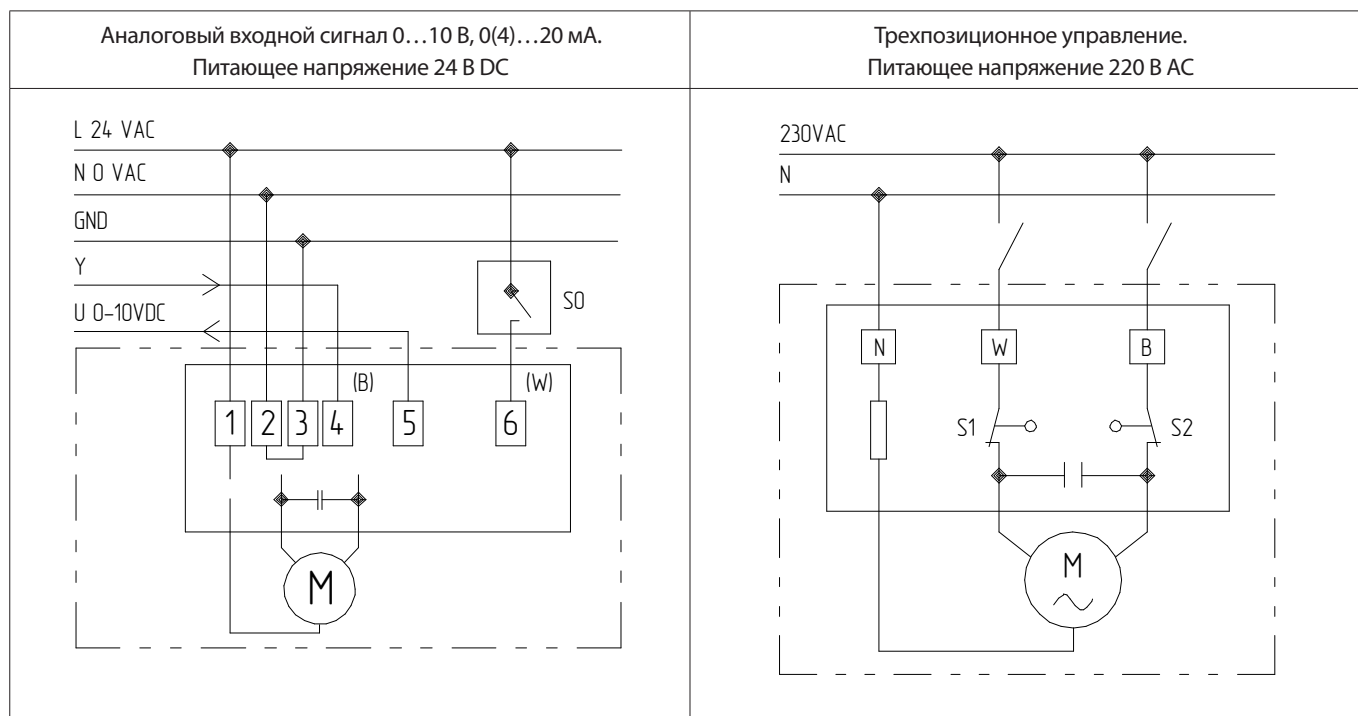 Аналоговый входной сигнал 0…10 В, 0(4)…20 мА.
Питающее напряжение 24 В DC
Трехпозиционное управление.
Питающее напряжение 220 В АС
L 24 VAC
N 0 VAC
GND
Y
U 0-10VDC
S0
(B)
(W)
1 2 3 4 5 6
M
230VAC
N
N W B
S1 S2
M